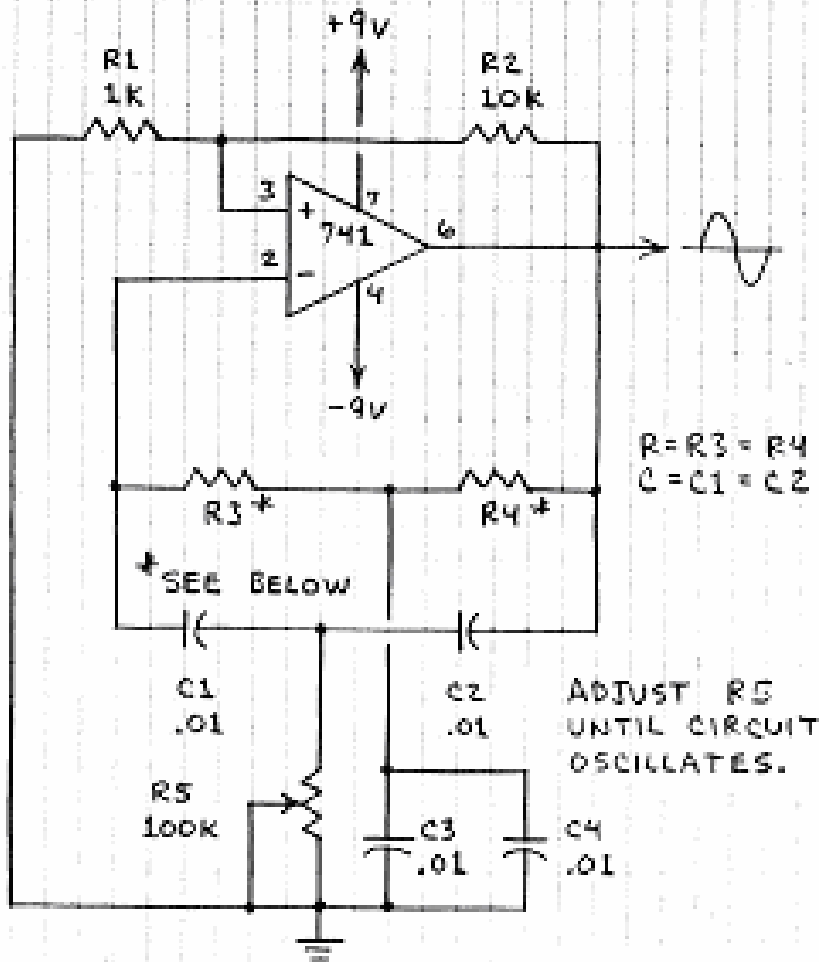 +9V
R1
1K
R2
10K
3
+
7
741
6
2
-
4
-9V
R=R3=R4
C=C1=C2
R3*
R4*
*SEE BELOW
C1
.01
C2
.01
ADJUST R5
UNTIL CIRCUIT
OSCILLATES.
R5
100K
C3
.01
C4
.01